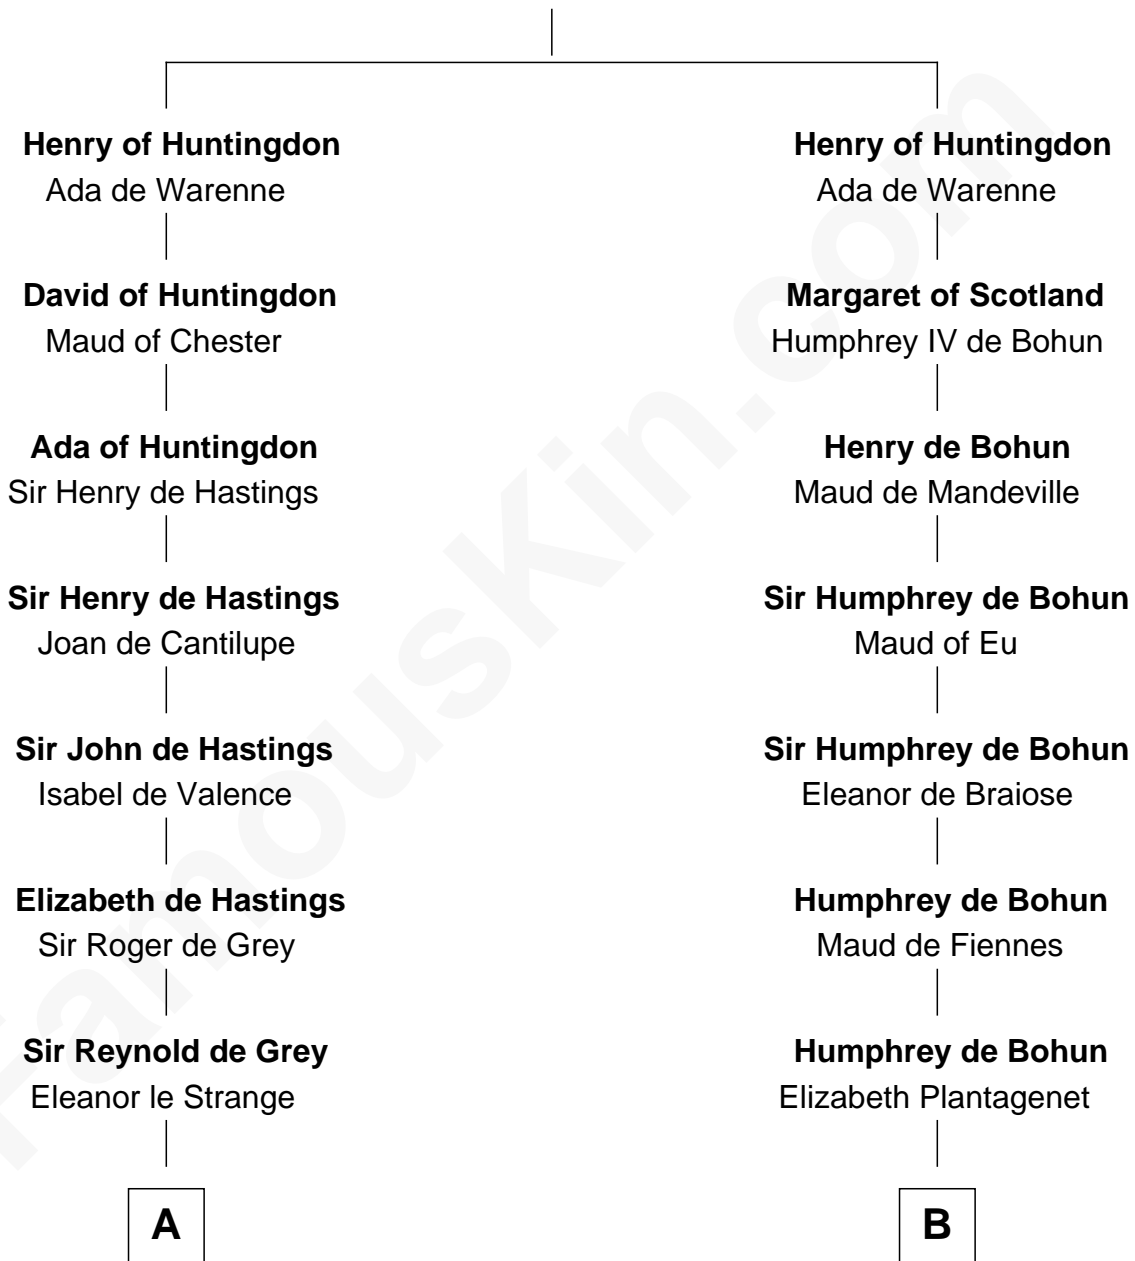 Henry of Huntingdon
Ada de Warenne
David of Huntingdon
Maud of Chester
Ada of Huntingdon
Sir Henry de Hastings
Sir Henry de Hastings
Joan de Cantilupe
Sir John de Hastings
Isabel de Valence
Elizabeth de Hastings
Sir Roger de Grey
Sir Reynold de Grey
Eleanor le Strange
A
Henry of Huntingdon
Ada de Warenne
Margaret of Scotland
Humphrey IV de Bohun
Henry de Bohun
Maud de Mandeville
Sir Humphrey de Bohun
Maud of Eu
Sir Humphrey de Bohun
Eleanor de Braiose
Humphrey de Bohun
Maud de Fiennes
Humphrey de Bohun
Elizabeth Plantagenet
B
FamousKin.com